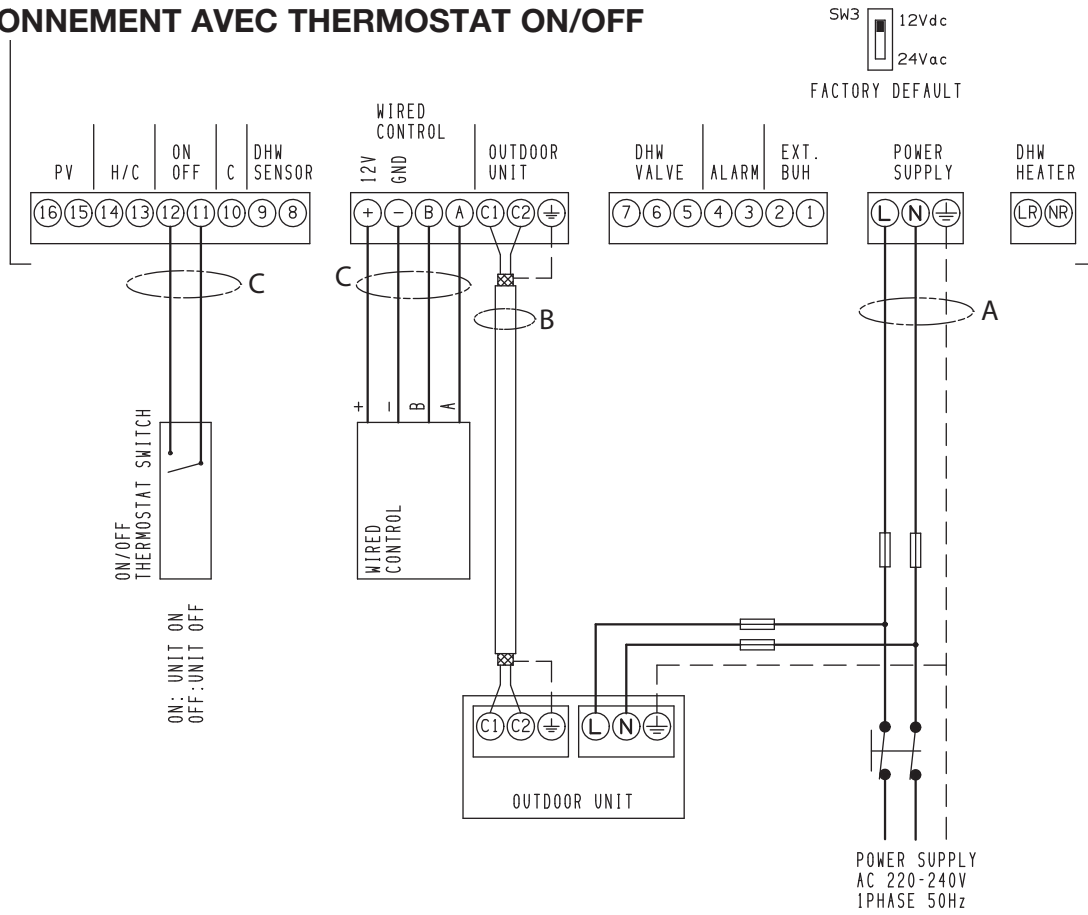 ONNEMENT AVEC THERMOSTAT ON/OFF
SW3
12Vdc
24Vac
FACTORY DEFAULT
PV
H/C
ON
OFF
C
DHW
SENSOR
WIRED
CONTROL
12V
GND
OUTDOOR
UNIT
DHW
VALVE
ALARM
EXT.
BUH
POWER
SUPPLY
DHW
HEATER
16 15 14 13 12 11 10 9 8
+ − B A C1 C2
7 6 5 4 3 2 1
L N
LR NR
C
C
B
A
+ − B A
ON/OFF
THERMOSTAT SWITCH
WIRED
CONTROL
ON: UNIT ON
OFF:UNIT OFF
C1 C2
L N
OUTDOOR UNIT
POWER SUPPLY
AC 220-240V
1PHASE 50Hz